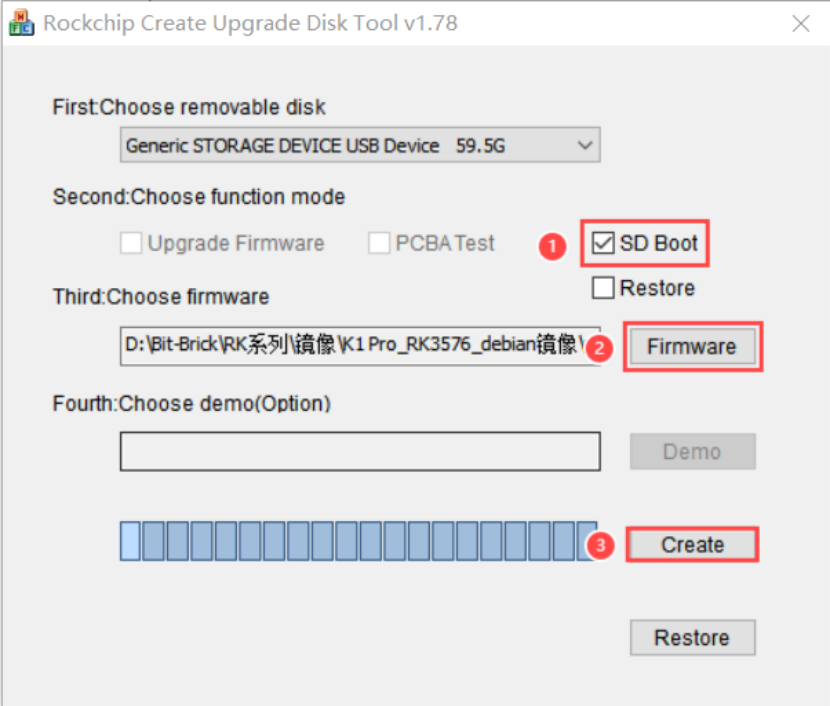 Rockchip Create Upgrade Disk Tool v1.78
First:Choose removable disk
Generic STORAGE DEVICE USB Device 59.5G
Second:Choose function mode
Upgrade Firmware PCBA Test 1 SD Boot
Restore
Third:Choose firmware
D:\Bit-Brick\RK系列\镜像\K1 Pro_RK3576_debian镜像\ 2 Firmware
Fourth:Choose demo(Option)
Demo
3 Create
Restore